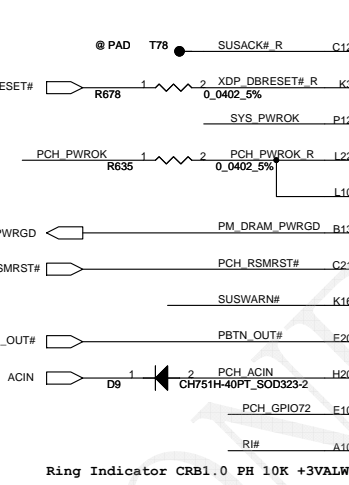 @ PAD T78 SUSACK#_R C12
ESET# 1 2 XDP_DBRESET#_R K3
R678 0_0402_5%
SYS_PWROK P12
PCH_PWROK 1 2 PCH_PWROK_R L22
R635 0_0402_5%
L10
PWRGD PM_DRAM_PWRGD B13
SMRST# PCH_RSMRST# C21
SUSWARN# K16
_OUT# PBTN_OUT# E20
ACIN 1 2 PCH_ACIN H20
D9 CH751H-40PT_SOD323-2
PCH_GPIO72 E10
RI# A10
Ring Indicator CRB1.0 PH 10K +3VALW